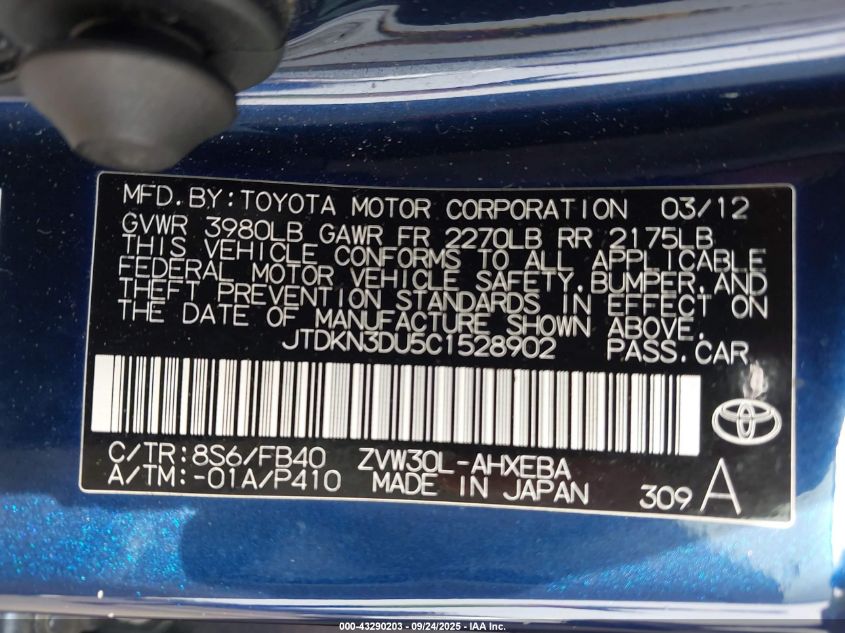 MFD. BY: TOYOTA MOTOR CORPORATION 03/12
GVWR 3980LB GAWR FR 2270LB RR 2175LB
THIS VEHICLE CONFORMS TO ALL APPLICABLE
FEDERAL MOTOR VEHICLE SAFETY, BUMPER, AND
THEFT PREVENTION STANDARDS IN EFFECT ON
THE DATE OF MANUFACTURE SHOWN ABOVE.
JTDKN3DU5C1528902 PASS. CAR
C/TR: 8S6/FB40 ZVW30L-AHXEBA
A/TM: -01A/P410 MADE IN JAPAN 309 A
000-43290203 - 09/24/2025 - IAA Inc.